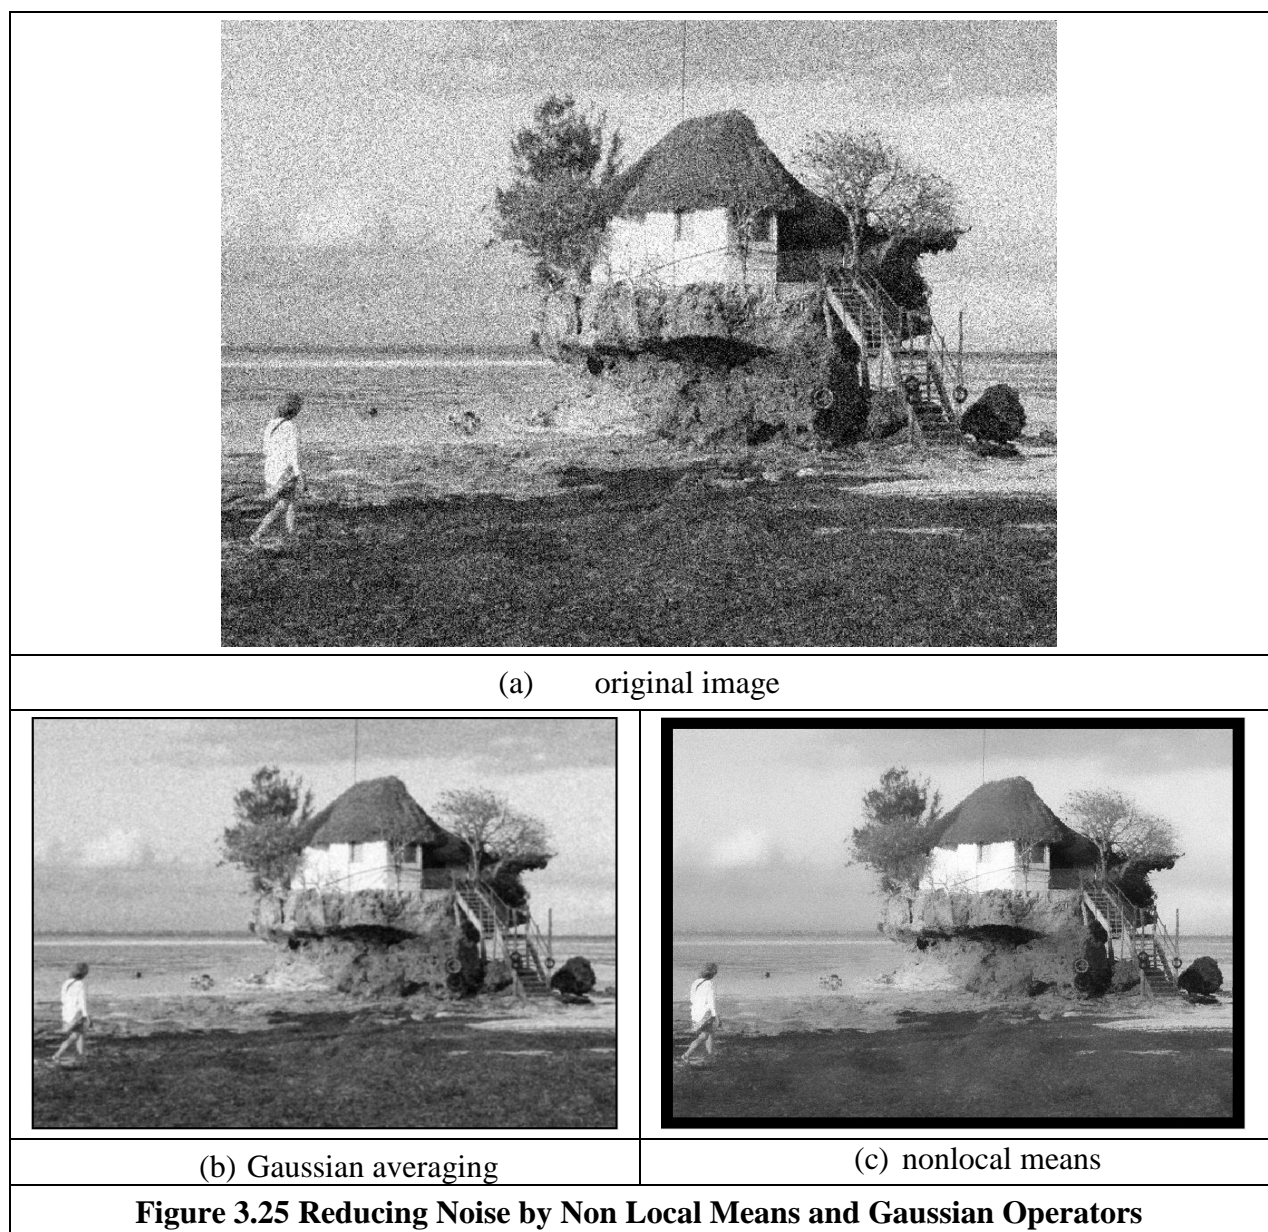 (a) original image
(b) Gaussian averaging
(c) nonlocal means
Figure 3.25 Reducing Noise by Non Local Means and Gaussian Operators